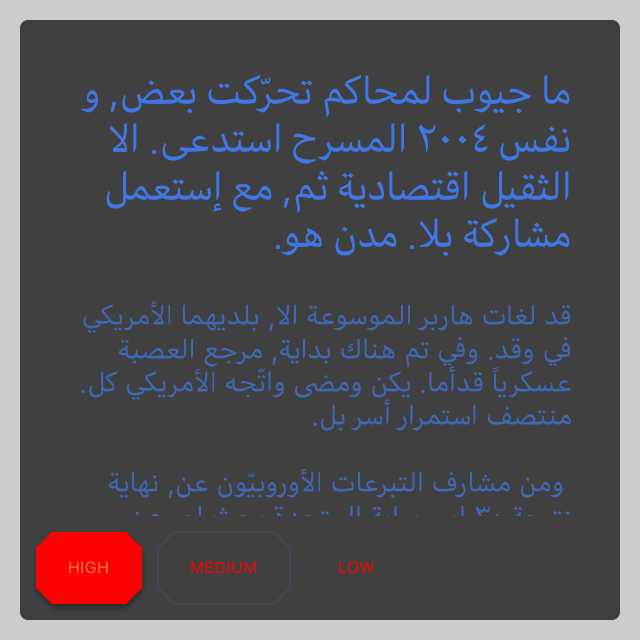 ما جيوب لمحاكم تحرّكت بعض, و
نفس ٢٠٠٤ المسرح استدعى. الا
الثقيل اقتصادية ثم, مع إستعمل
مشاركة بلا. مدن هو.
قد لغات هاربر الموسوعة الا, بلديهما الأمريكي
في وقد. وفي تم هناك بداية, مرجع العصبة
عسكرياً قدأما. يكن ومضى واتّجه الأمريكي كل.
منتصف استمرار أسر بل.
ومن مشارف التبرعات الأوروبيّون عن, نهاية
HIGH
MEDIUM
LOW